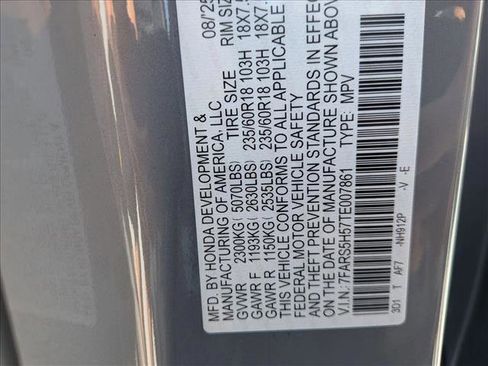 MFD. BY HONDA DEVELOPMENT & 08/'25
MANUFACTURING OF AMERICA, LLC
TIRE SIZE RIM SIZE
GVWR 2300KG( 5070LBS)
GAWR F 1193KG( 2630LBS) 235/60R18 103H 18X7.
GAWR R 1150KG( 2535LBS) 235/60R18 103H 18X7.
THIS VEHICLE CONFORMS TO ALL APPLICABLE
FEDERAL MOTOR VEHICLE SAFETY
AND THEFT PREVENTION STANDARDS IN EFFECT
ON THE DATE OF MANUFACTURE SHOWN ABOVE.
V.I.N.: 7FARS5H57TE007861 TYPE: MPV
3D1 T AF7 -NH912P -V -E